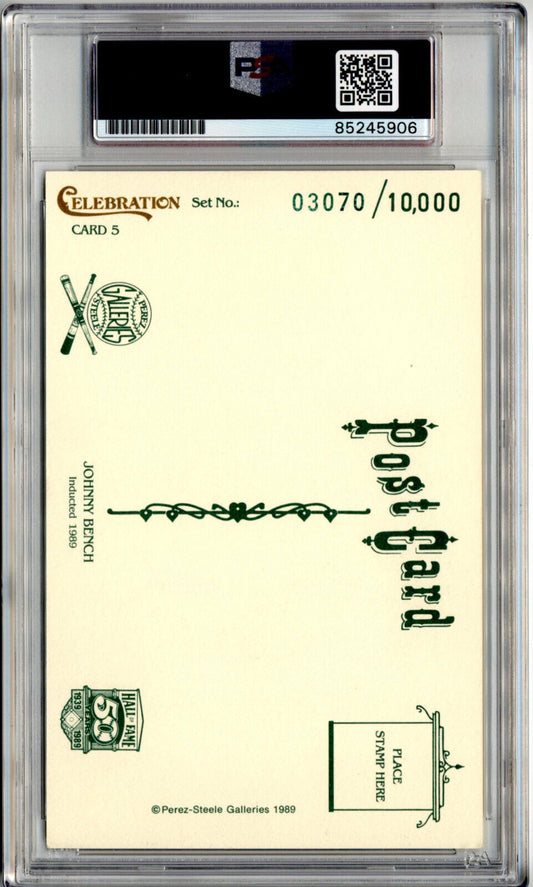 PSA
85245906
CELEBRATION Set No.: 03070/10,000
CARD 5
PEREZ
GALLERIES
STEELE
Post Card
JOHNNY BENCH
Inducted 1989
HALL OF FAME
50
YEARS
1939 1989
PLACE
STAMP HERE
©Perez-Steele Galleries 1989